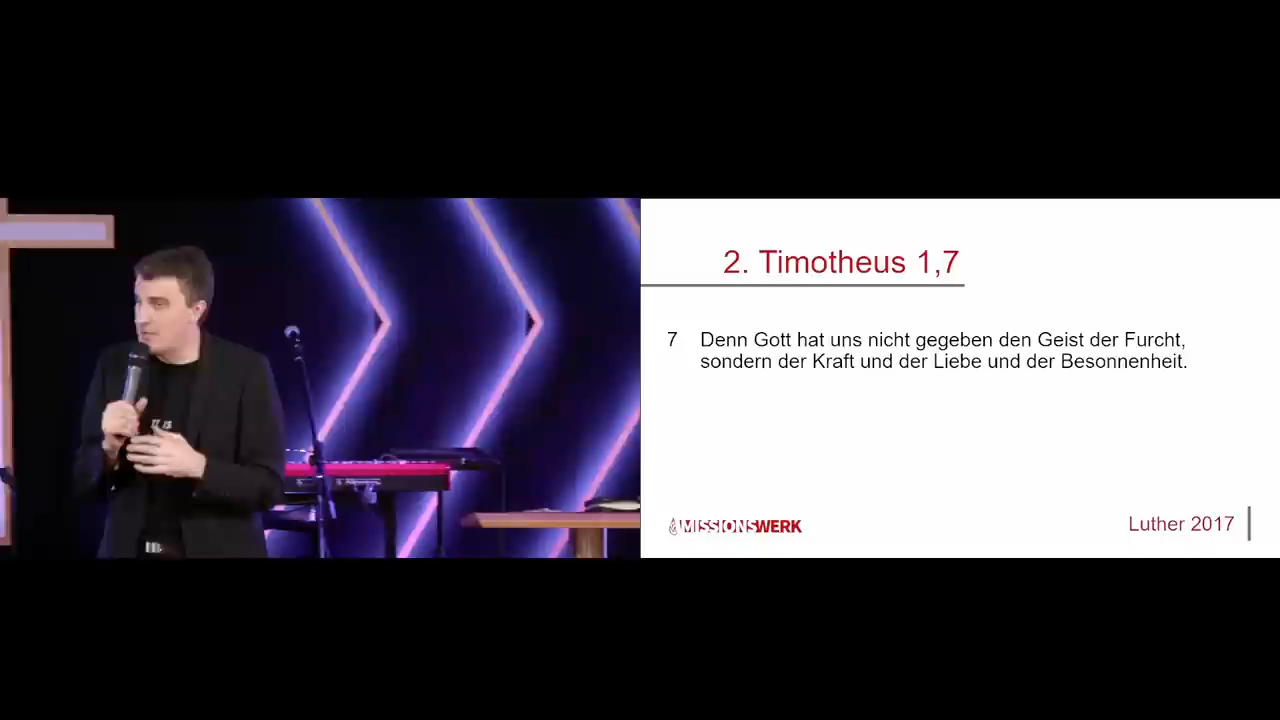 2. Timotheus 1,7
7 Denn Gott hat uns nicht gegeben den Geist der Furcht,
sondern der Kraft und der Liebe und der Besonnenheit.
MISSIONSWERK
Luther 2017